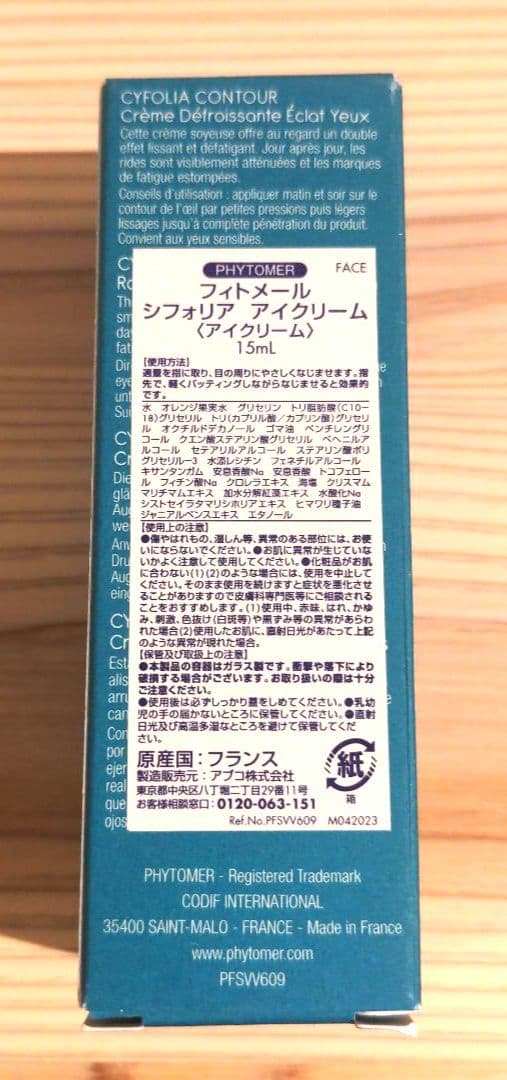 CYFOLIA CONTOUR
Crème Défroissante Éclat Yeux
Cette crème soyeuse offre au regard un double
effet lissant et défatigant. Jour après jour, les
rides sont visiblement atténuées et les marques
de fatigue estompées.
Conseils d'utilisation : appliquer matin et soir sur le
contour de l'œil par petites pressions puis légers
lissages jusqu'à complète pénétration du produit.
Convient aux yeux sensibles.
PHYTOMER FACE
フィトメール
シフォリア アイクリーム
〈アイクリーム〉
15mL
【使用方法】
適量を指に取り、目の周りにやさしくなじませます。指
先で、軽くパッティングしながらなじませると効果的
です。
水 オレンジ果実水 グリセリン トリ脂肪酸(C10-
18)グリセリル トリ(カプリル酸/カプリン酸)グリセリ
ル オクチルドデカノール ゴマ油 ペンチレングリ
コール クエン酸ステアリン酸グリセリル ベヘニルア
ルコール セテアリルアルコール ステアリン酸ポリ
グリセリル-3 水添レシチン フェネチルアルコール
キサンタンガム 安息香酸Na 安息香酸 トコフェロー
ル フィチン酸Na クロレラエキス 海塩 クリスマム
マリチマムエキス 加水分解紅藻エキス 水酸化Na
シストセイラタマリシホリアエキス ヒマワリ種子油
ジャニアルベンスエキス エタノール
【使用上の注意】
●傷やはれもの、湿しん等、異常のある部位には、お使
いにならないでください。●お肌に異常が生じていな
いかよく注意して使用してください。●化粧品がお肌
に合わない(1)(2)のような場合には、使用を中止して
ください。そのまま使用を続けますと症状を悪化させ
ることがありますので皮膚科専門医等にご相談される
ことをおすすめします。(1)使用中、赤味、はれ、かゆ
み、刺激、色抜け(白斑等)や黒ずみ等の異常があらわ
れた場合(2)使用したお肌に、直射日光があたって上記
のような異常が現れた場合。
【保管及び取扱上の注意】
●本製品の容器はガラス製です。衝撃や落下により
破損する場合がございます。お取り扱いの際は十分
ご注意ください。
●使用後は必ずしっかり蓋をしめてください。●乳幼
児の手の届かないところに保管してください。●直射
日光及び高温多湿なところを避けて保管してくださ
い。
原産国:フランス
製造販売元:アブコ株式会社
東京都中央区八丁堀二丁目29番11号
お客様相談窓口:0120-063-151
紙
箱
Ref.No.PFSVV609 M042023
PHYTOMER - Registered Trademark
CODIF INTERNATIONAL
35400 SAINT-MALO - FRANCE - Made in France
www.phytomer.com
PFSVV609